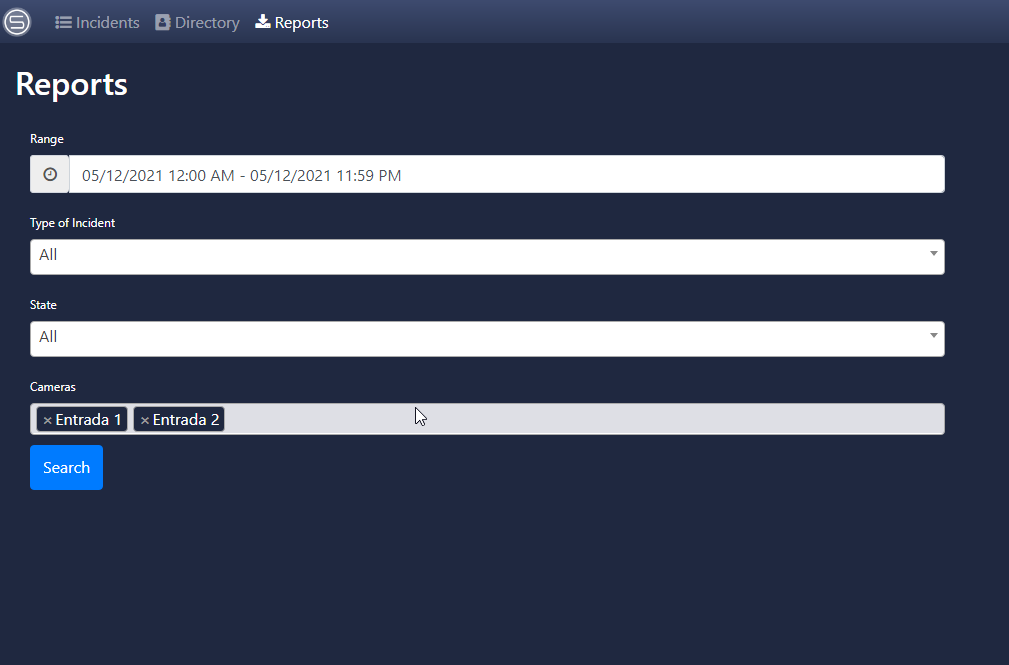 Incidents Directory Reports
Reports
Range
05/12/2021 12:00 AM - 05/12/2021 11:59 PM
Type of Incident
All
State
All
Cameras
×Entrada 1 ×Entrada 2
Search